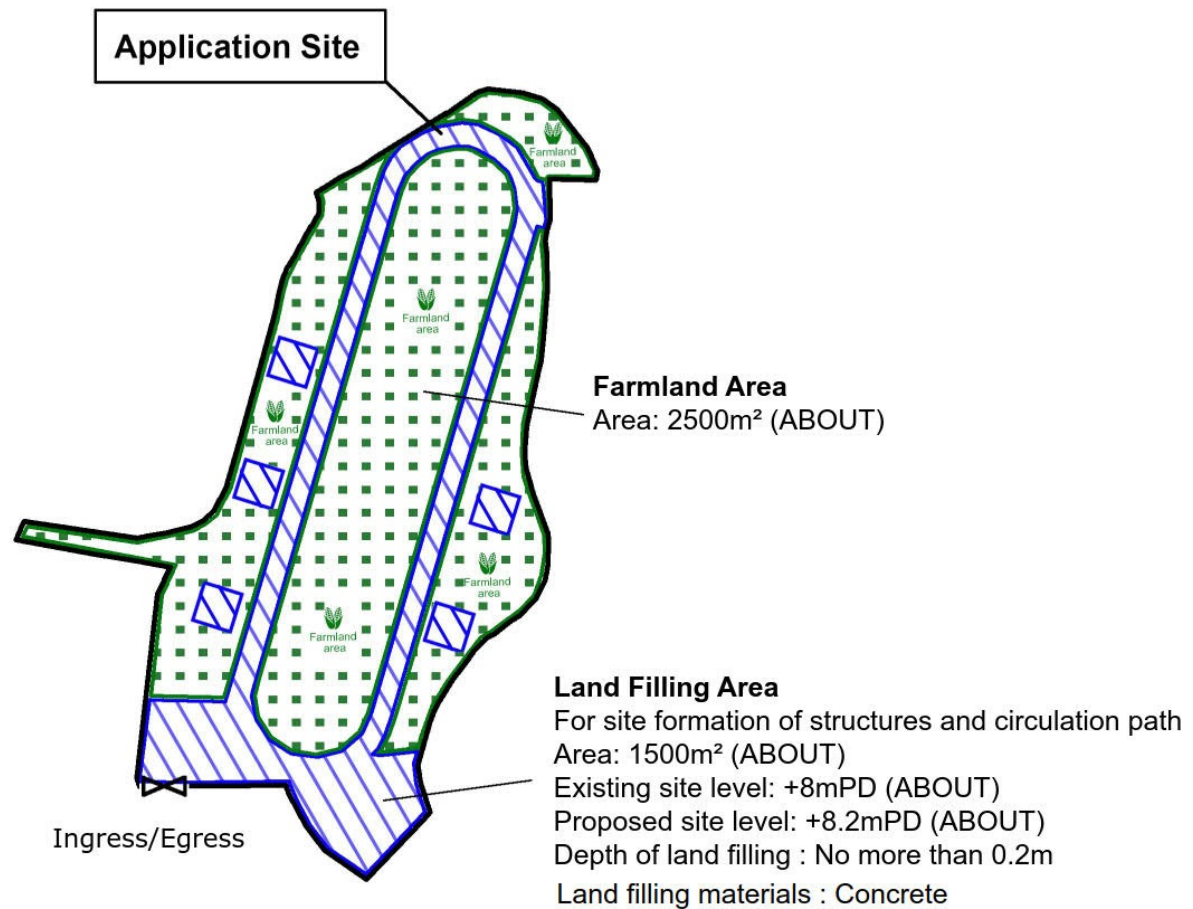 Application Site
Farmland
area
Farmland
area
Farmland Area
Area: 2500m² (ABOUT)
Farmland
area
Farmland
area
Farmland
area
Land Filling Area
For site formation of structures and circulation path
Area: 1500m² (ABOUT)
Existing site level: +8mPD (ABOUT)
Proposed site level: +8.2mPD (ABOUT)
Depth of land filling : No more than 0.2m
Land filling materials : Concrete
Ingress/Egress